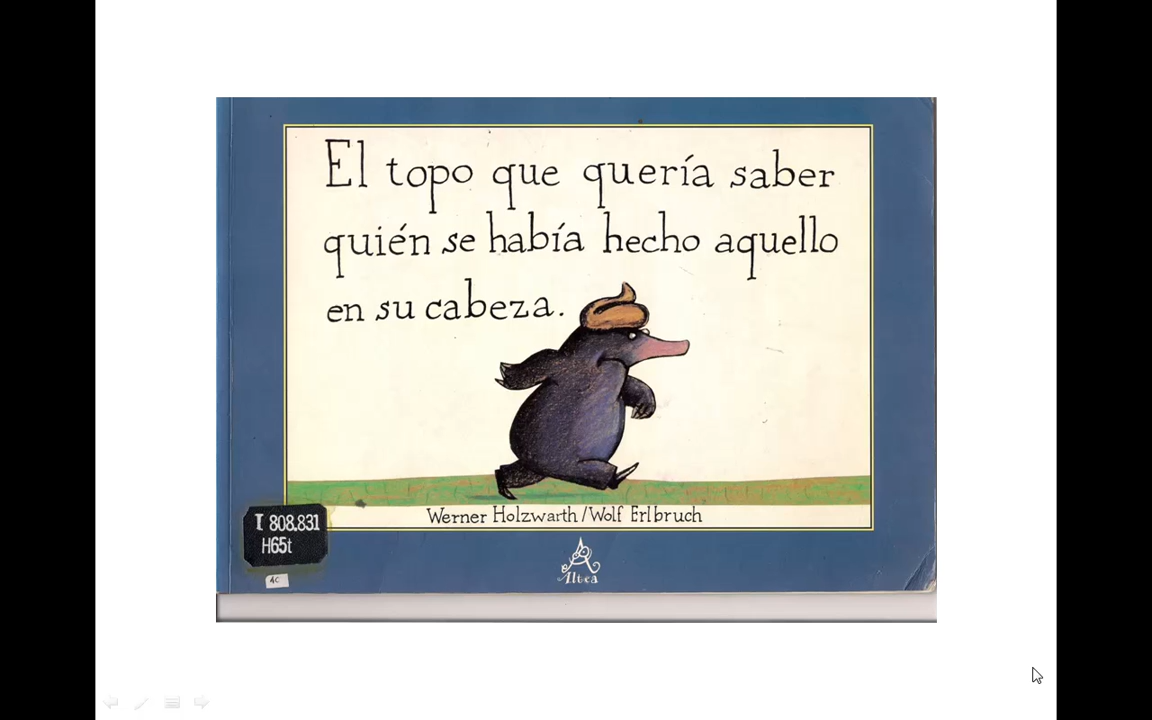 El topo que quería saber
quién se había hecho aquello
en su cabeza.
Werner Holzwarth/Wolf Erlbruch
I 808.831
H65t
4C
Altea